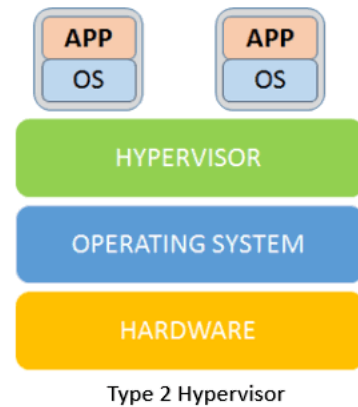 APP APP
OS OS
HYPERVISOR
OPERATING SYSTEM
HARDWARE
Type 2 Hypervisor